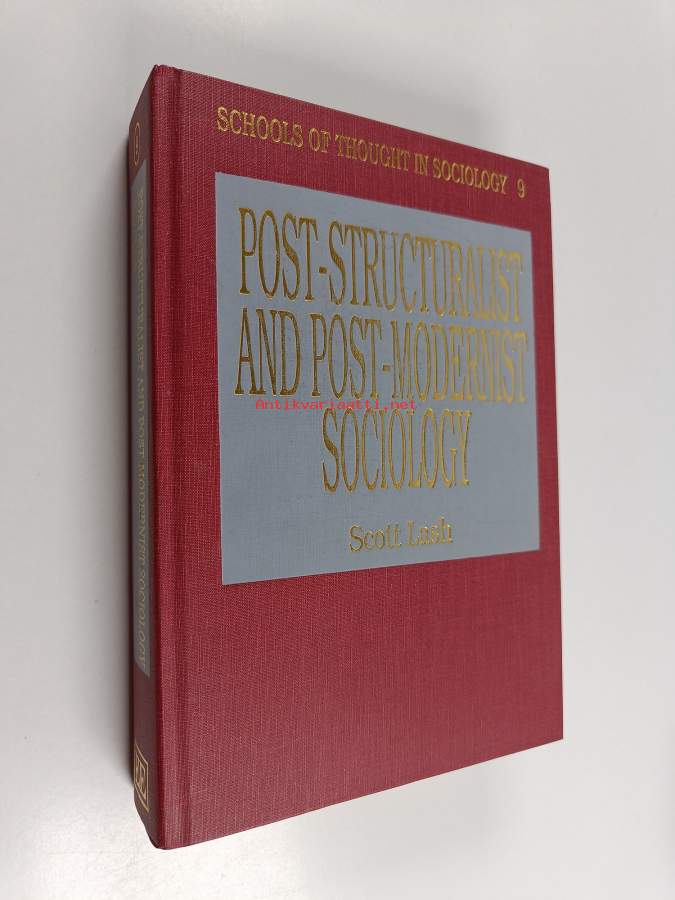 SCHOOLS OF THOUGHT IN SOCIOLOGY 9
POST-STRUCTURALIST
AND POST-MODERNIST
SOCIOLOGY
Scott Lash
Antikvariaatti.net
9
POST-STRUCTURALIST AND POST-MODERNIST SOCIOLOGY